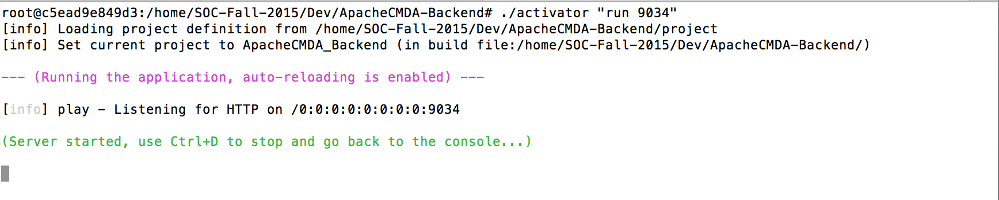 root@c5ead9e849d3:/home/SOC-Fall-2015/Dev/ApacheCMDA-Backend# ./activator "run 9034"
[info] Loading project definition from /home/SOC-Fall-2015/Dev/ApacheCMDA-Backend/project
[info] Set current project to ApacheCMDA_Backend (in build file:/home/SOC-Fall-2015/Dev/ApacheCMDA-Backend/)
--- (Running the application, auto-reloading is enabled) ---
[info] play - Listening for HTTP on /0:0:0:0:0:0:0:0:9034
(Server started, use Ctrl+D to stop and go back to the console...)